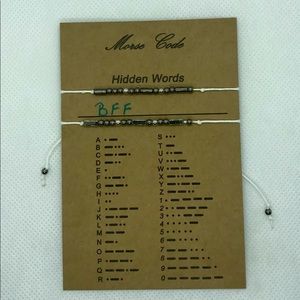 Morse Code
Hidden Words
BFF
A S
B T
C U
D V
E W
F X
G Y
H Z
I 1
J 2
K 3
L 4
M 5
N 6
O 7
P 8
Q 9
R 0